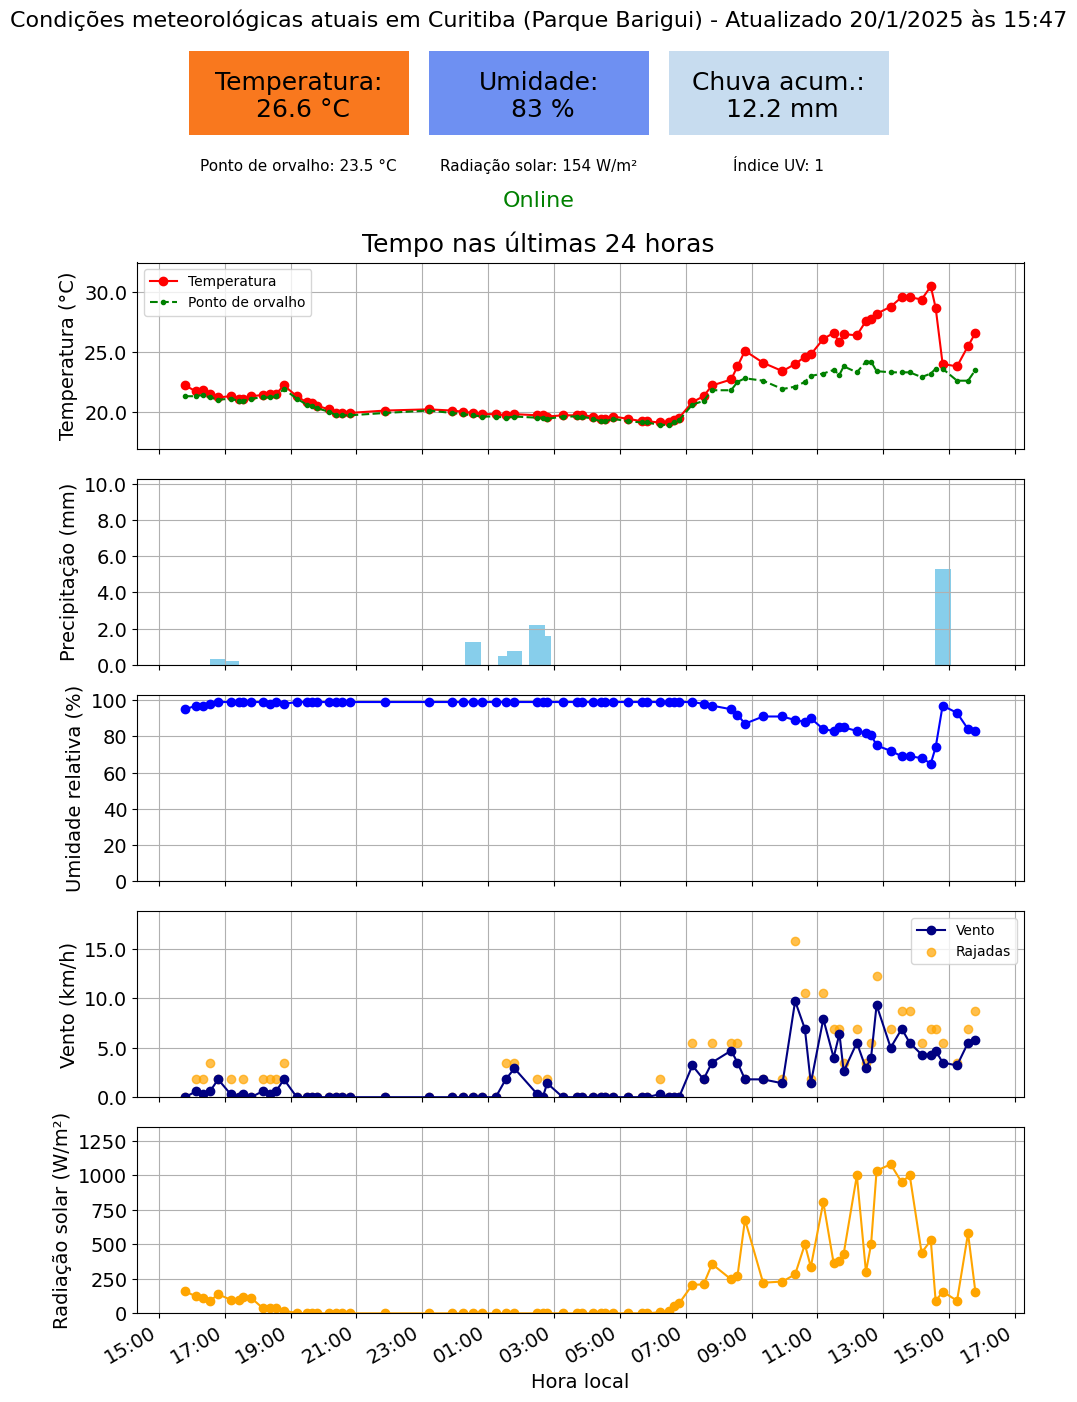 Condições meteorológicas atuais em Curitiba (Parque Barigui) - Atualizado 20/1/2025 às 15:47
Temperatura:
26.6 °C
Umidade:
83 %
Chuva acum.:
12.2 mm
Ponto de orvalho: 23.5 °C
Radiação solar: 154 W/m²
Índice UV: 1
Online
Tempo nas últimas 24 horas
Temperatura (°C)
30.0
25.0
20.0
Temperatura
Ponto de orvalho
Precipitação (mm)
10.0
8.0
6.0
4.0
2.0
0.0
Umidade relativa (%)
100
80
60
40
20
0
Vento (km/h)
15.0
10.0
5.0
0.0
Vento
Rajadas
Radiação solar (W/m²)
1250
1000
750
500
250
0
15:00
17:00
19:00
21:00
23:00
01:00
03:00
05:00
07:00
09:00
11:00
13:00
15:00
17:00
Hora local